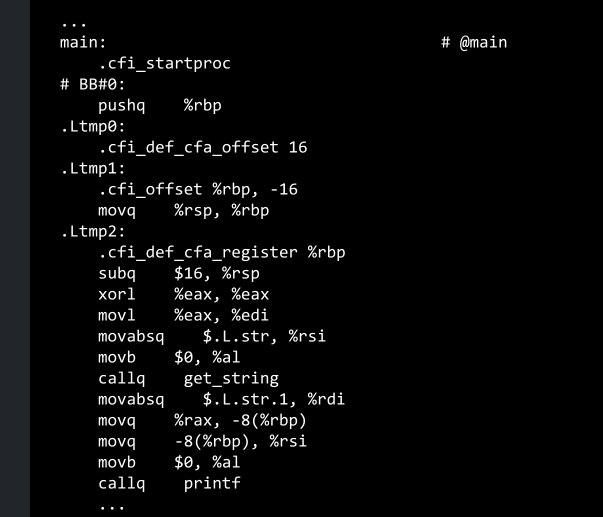 ...
main:                                   # @main
    .cfi_startproc
# BB#0:
    pushq    %rbp
.Ltmp0:
    .cfi_def_cfa_offset 16
.Ltmp1:
    .cfi_offset %rbp, -16
    movq    %rsp, %rbp
.Ltmp2:
    .cfi_def_cfa_register %rbp
    subq    $16, %rsp
    xorl    %eax, %eax
    movl    %eax, %edi
    movabsq    $.L.str, %rsi
    movb    $0, %al
    callq    get_string
    movabsq    $.L.str.1, %rdi
    movq    %rax, -8(%rbp)
    movq    -8(%rbp), %rsi
    movb    $0, %al
    callq    printf
    ...